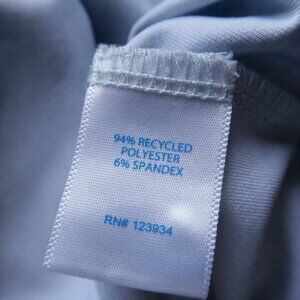 94% RECYCLED
POLYESTER
6% SPANDEX
RN# 123934